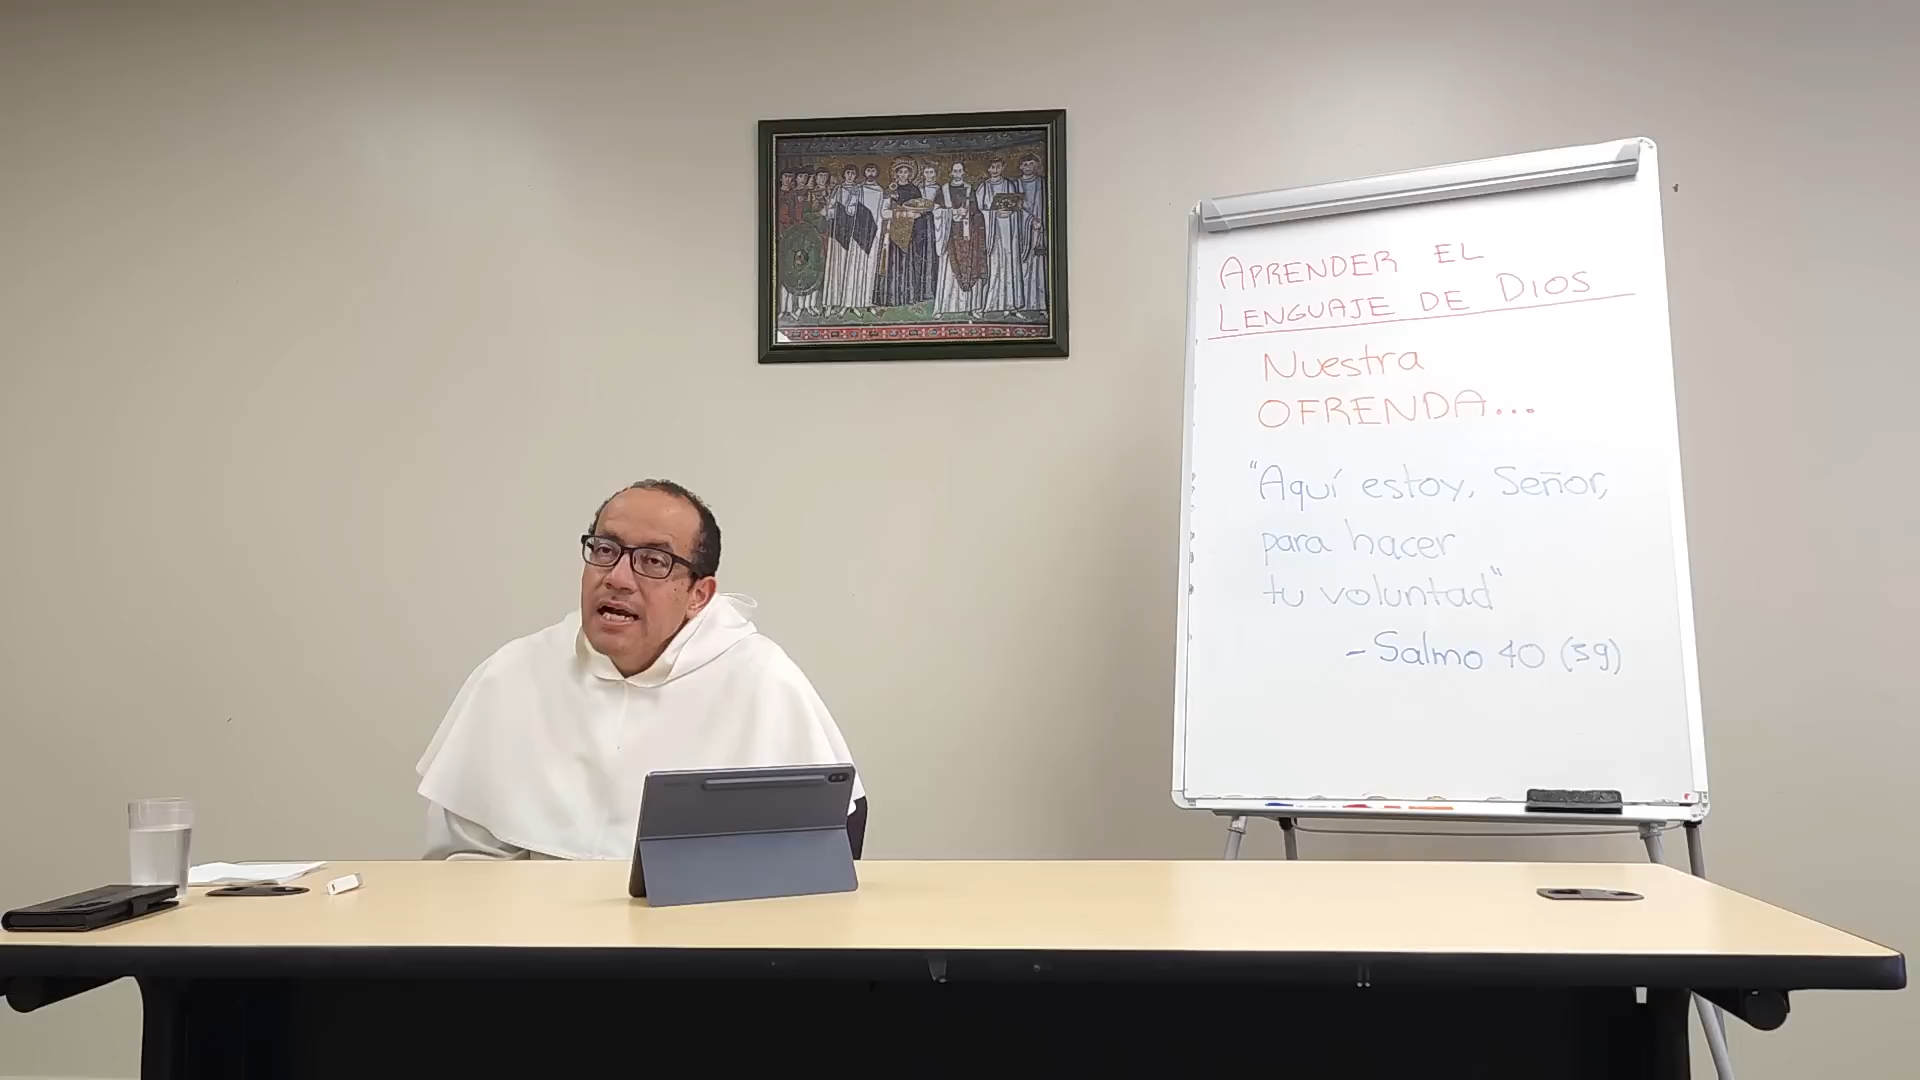 APRENDER EL
LENGUAJE DE DIOS
Nuestra
OFRENDA...
"Aquí estoy, Señor,
para hacer
tu voluntad"
- Salmo 40 (39)